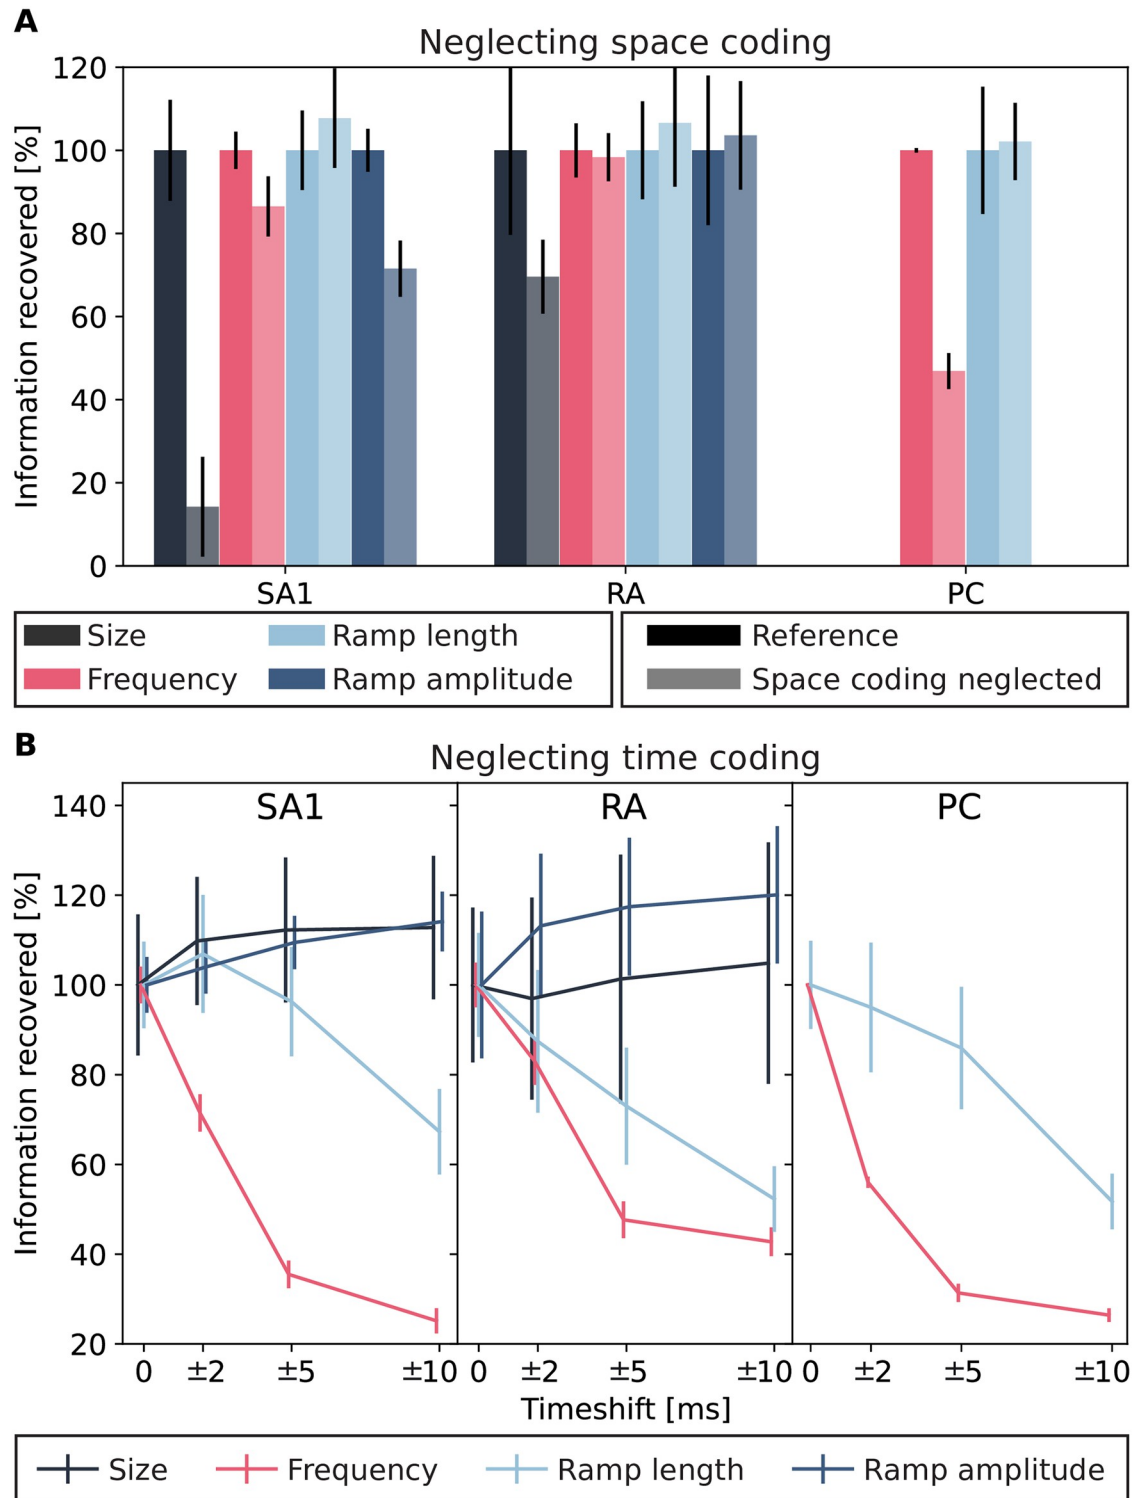 A
Neglecting space coding
Information recovered [%]
120
100
80
60
40
20
0
SA1 RA PC
Size Ramp length Reference
Frequency Ramp amplitude Space coding neglected
B
Neglecting time coding
SA1 RA PC
Information recovered [%]
140
120
100
80
60
40
20
0 ±2 ±5 ±10 0 ±2 ±5 ±10 0 ±2 ±5 ±10
Timeshift [ms]
Size Frequency Ramp length Ramp amplitude